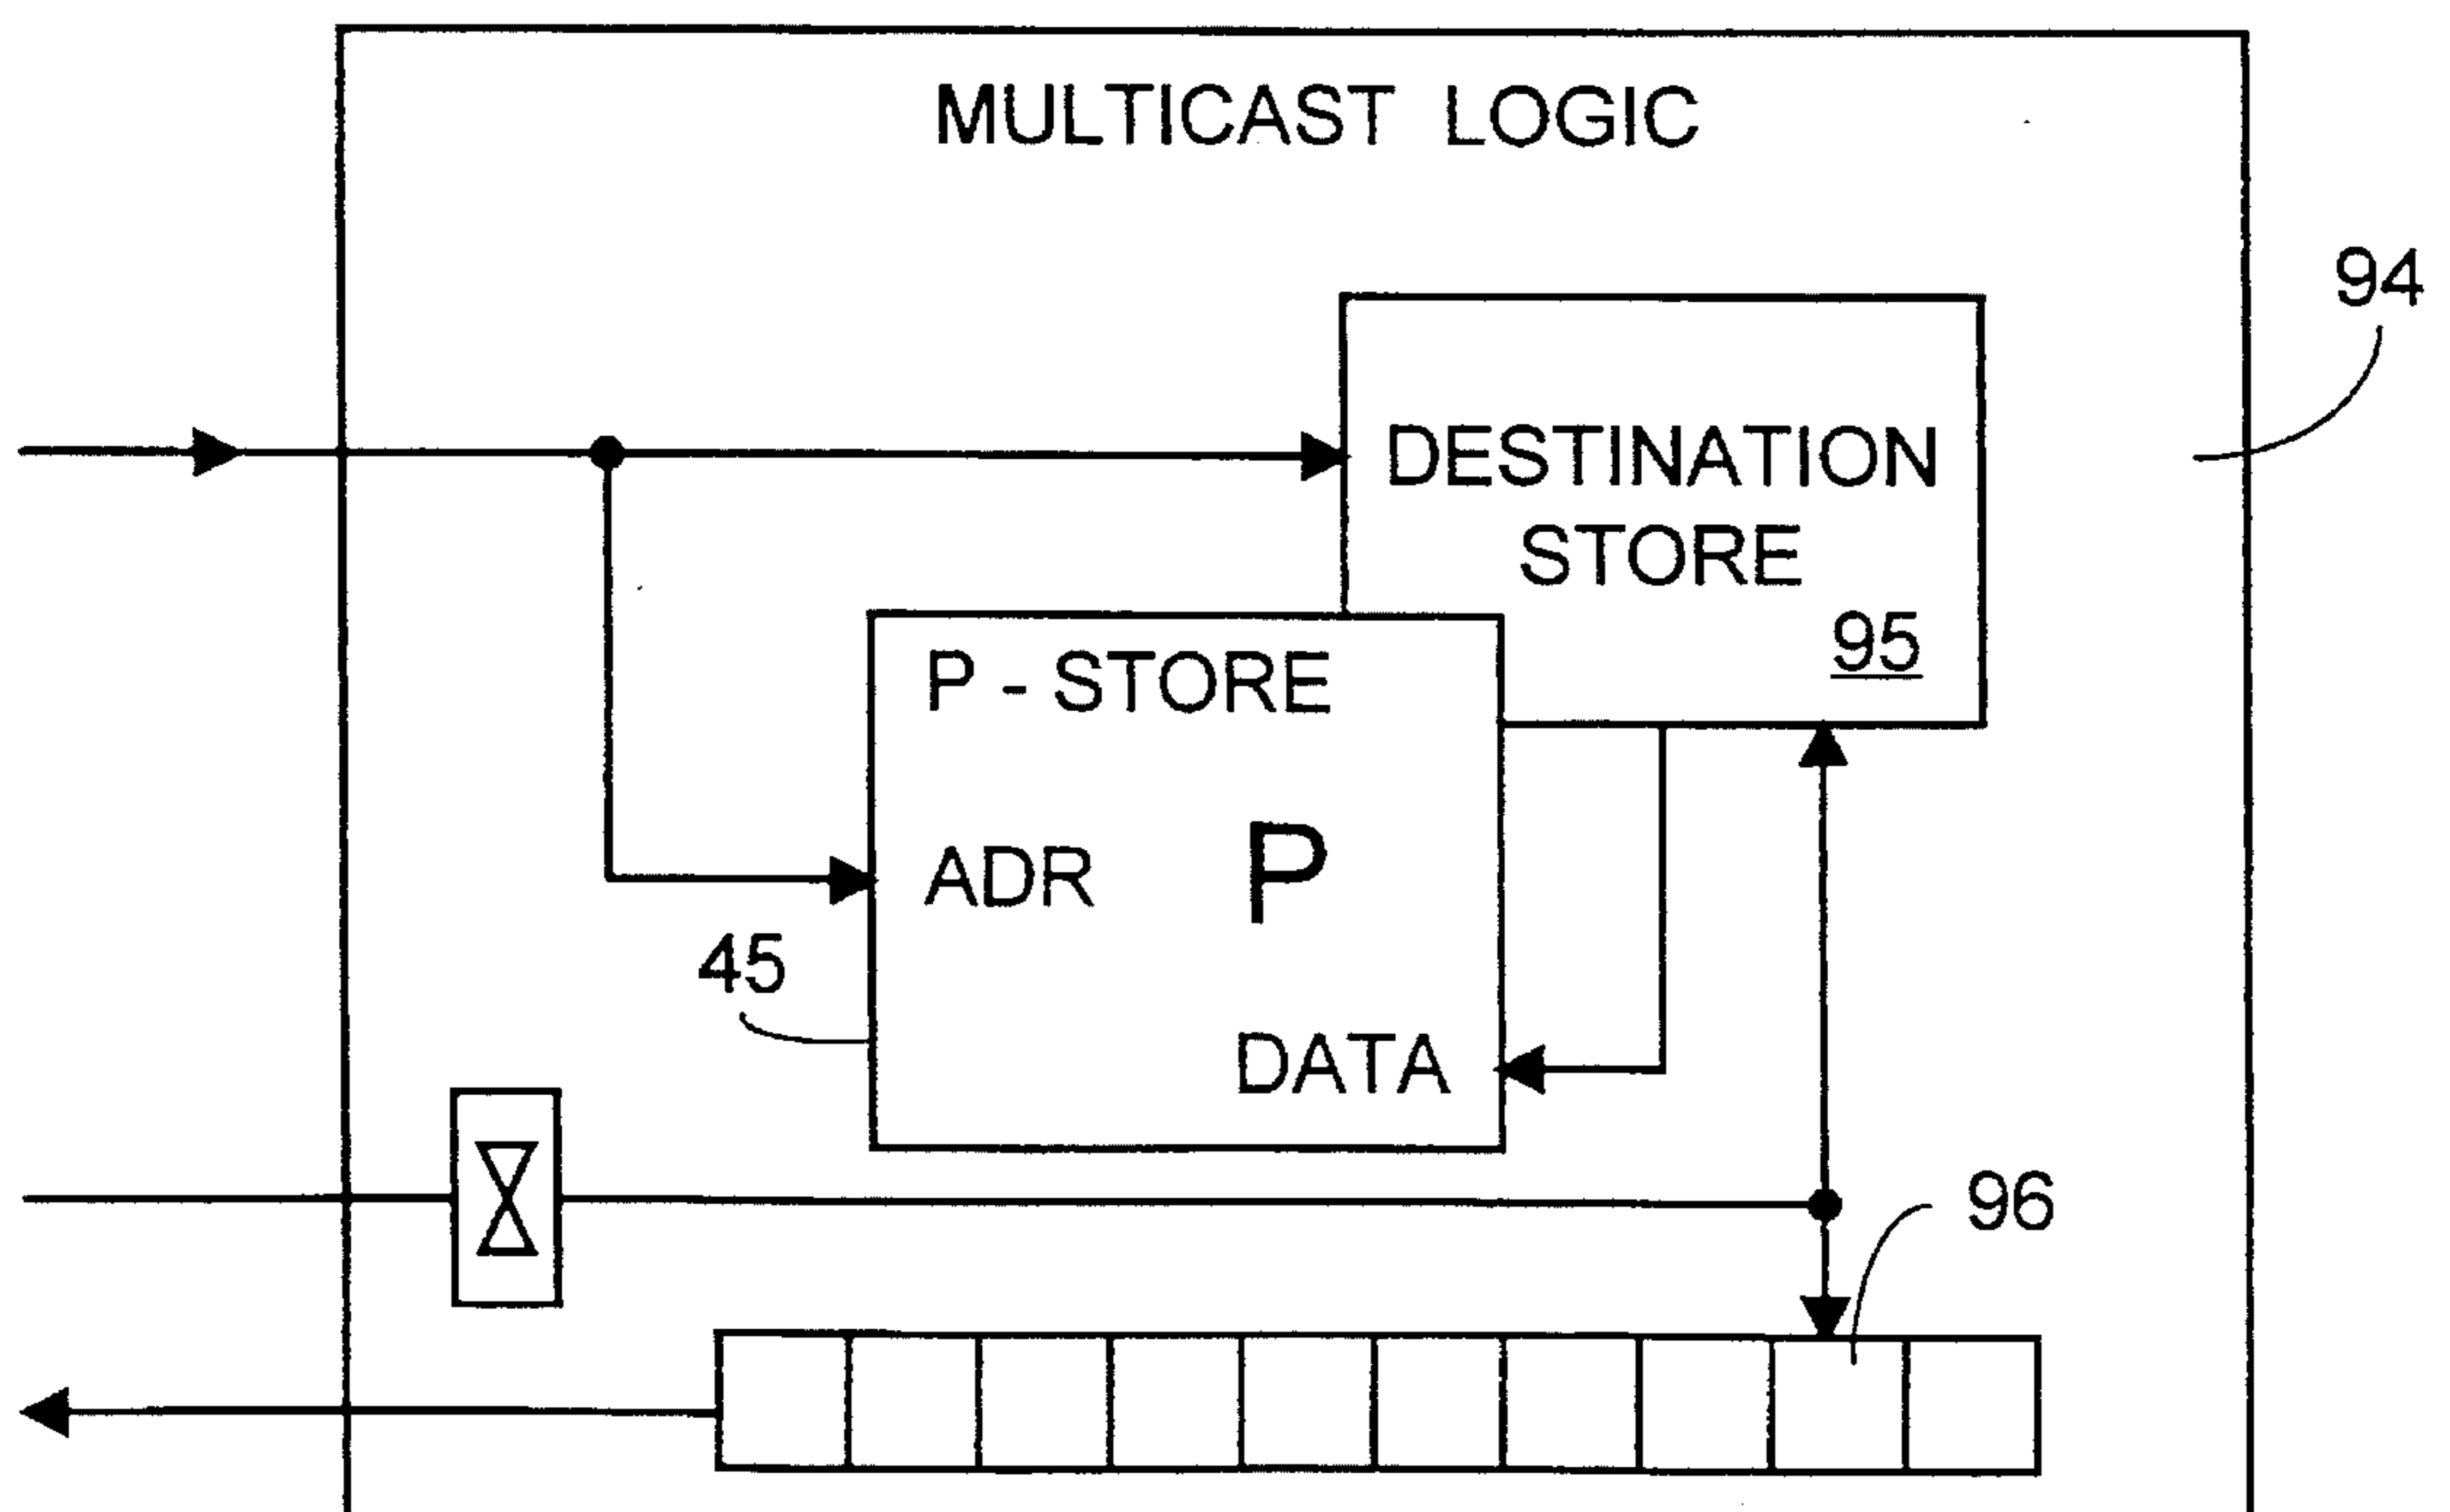 MULTICAST LOGIC
94
DESTINATION
STORE
95
P - STORE
ADR P
45
DATA
96